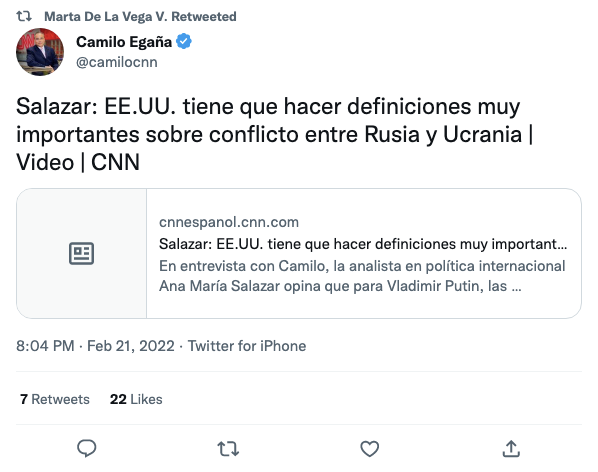 Marta De La Vega V. Retweeted
Camilo Egaña
@camilocnn
Salazar: EE.UU. tiene que hacer definiciones muy
importantes sobre conflicto entre Rusia y Ucrania |
Video | CNN
cnnespanol.cnn.com
Salazar: EE.UU. tiene que hacer definiciones muy important...
En entrevista con Camilo, la analista en política internacional
Ana María Salazar opina que para Vladimir Putin, las ...
8:04 PM · Feb 21, 2022 · Twitter for iPhone
7 Retweets 22 Likes